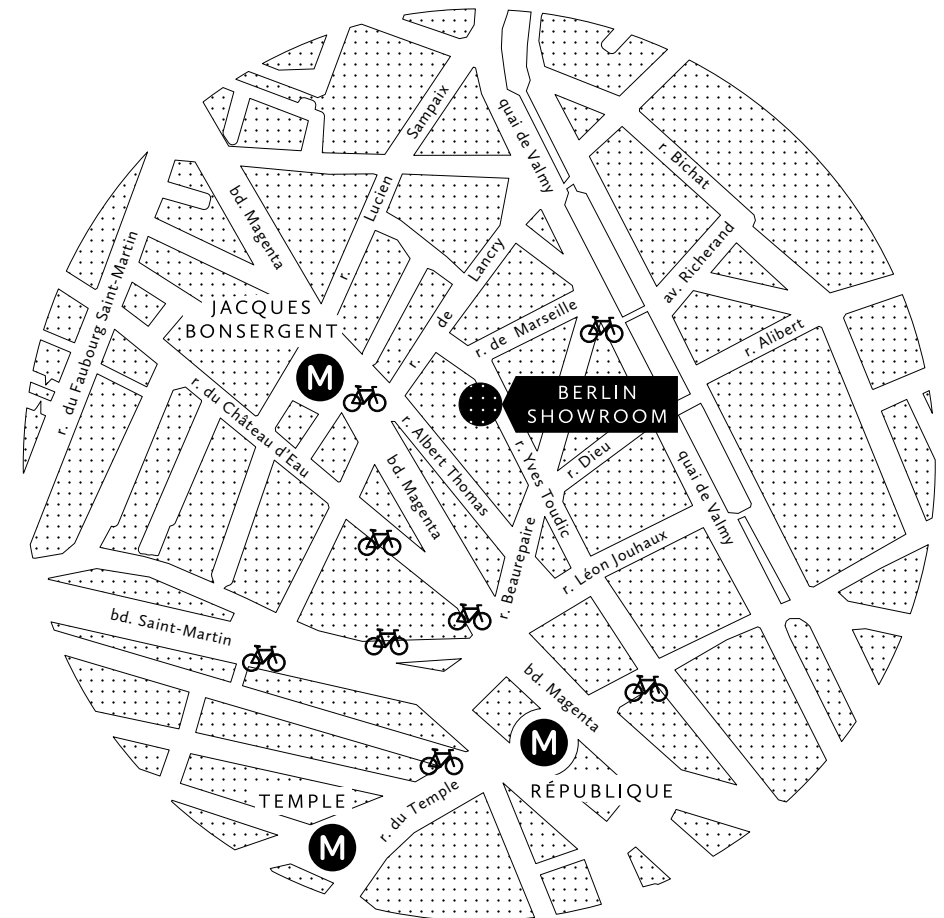 Sampaix
quai de Valmy
r. Bichat
bd. Magenta
r. Lucien
av. Richerand
r. du Faubourg Saint-Martin
r. de Lancry
JACQUES
BONSERGENT
r. de Marseille
r. Alibert
M
BERLIN
SHOWROOM
r. du Château d'Eau
r. Albert Thomas
bd. Magenta
r. Yves Toudic
r. Dieu
quai de Valmy
r. Beaurepaire
r. Léon Jouhaux
bd. Saint-Martin
bd. Magenta
M
RÉPUBLIQUE
TEMPLE
r. du Temple
M